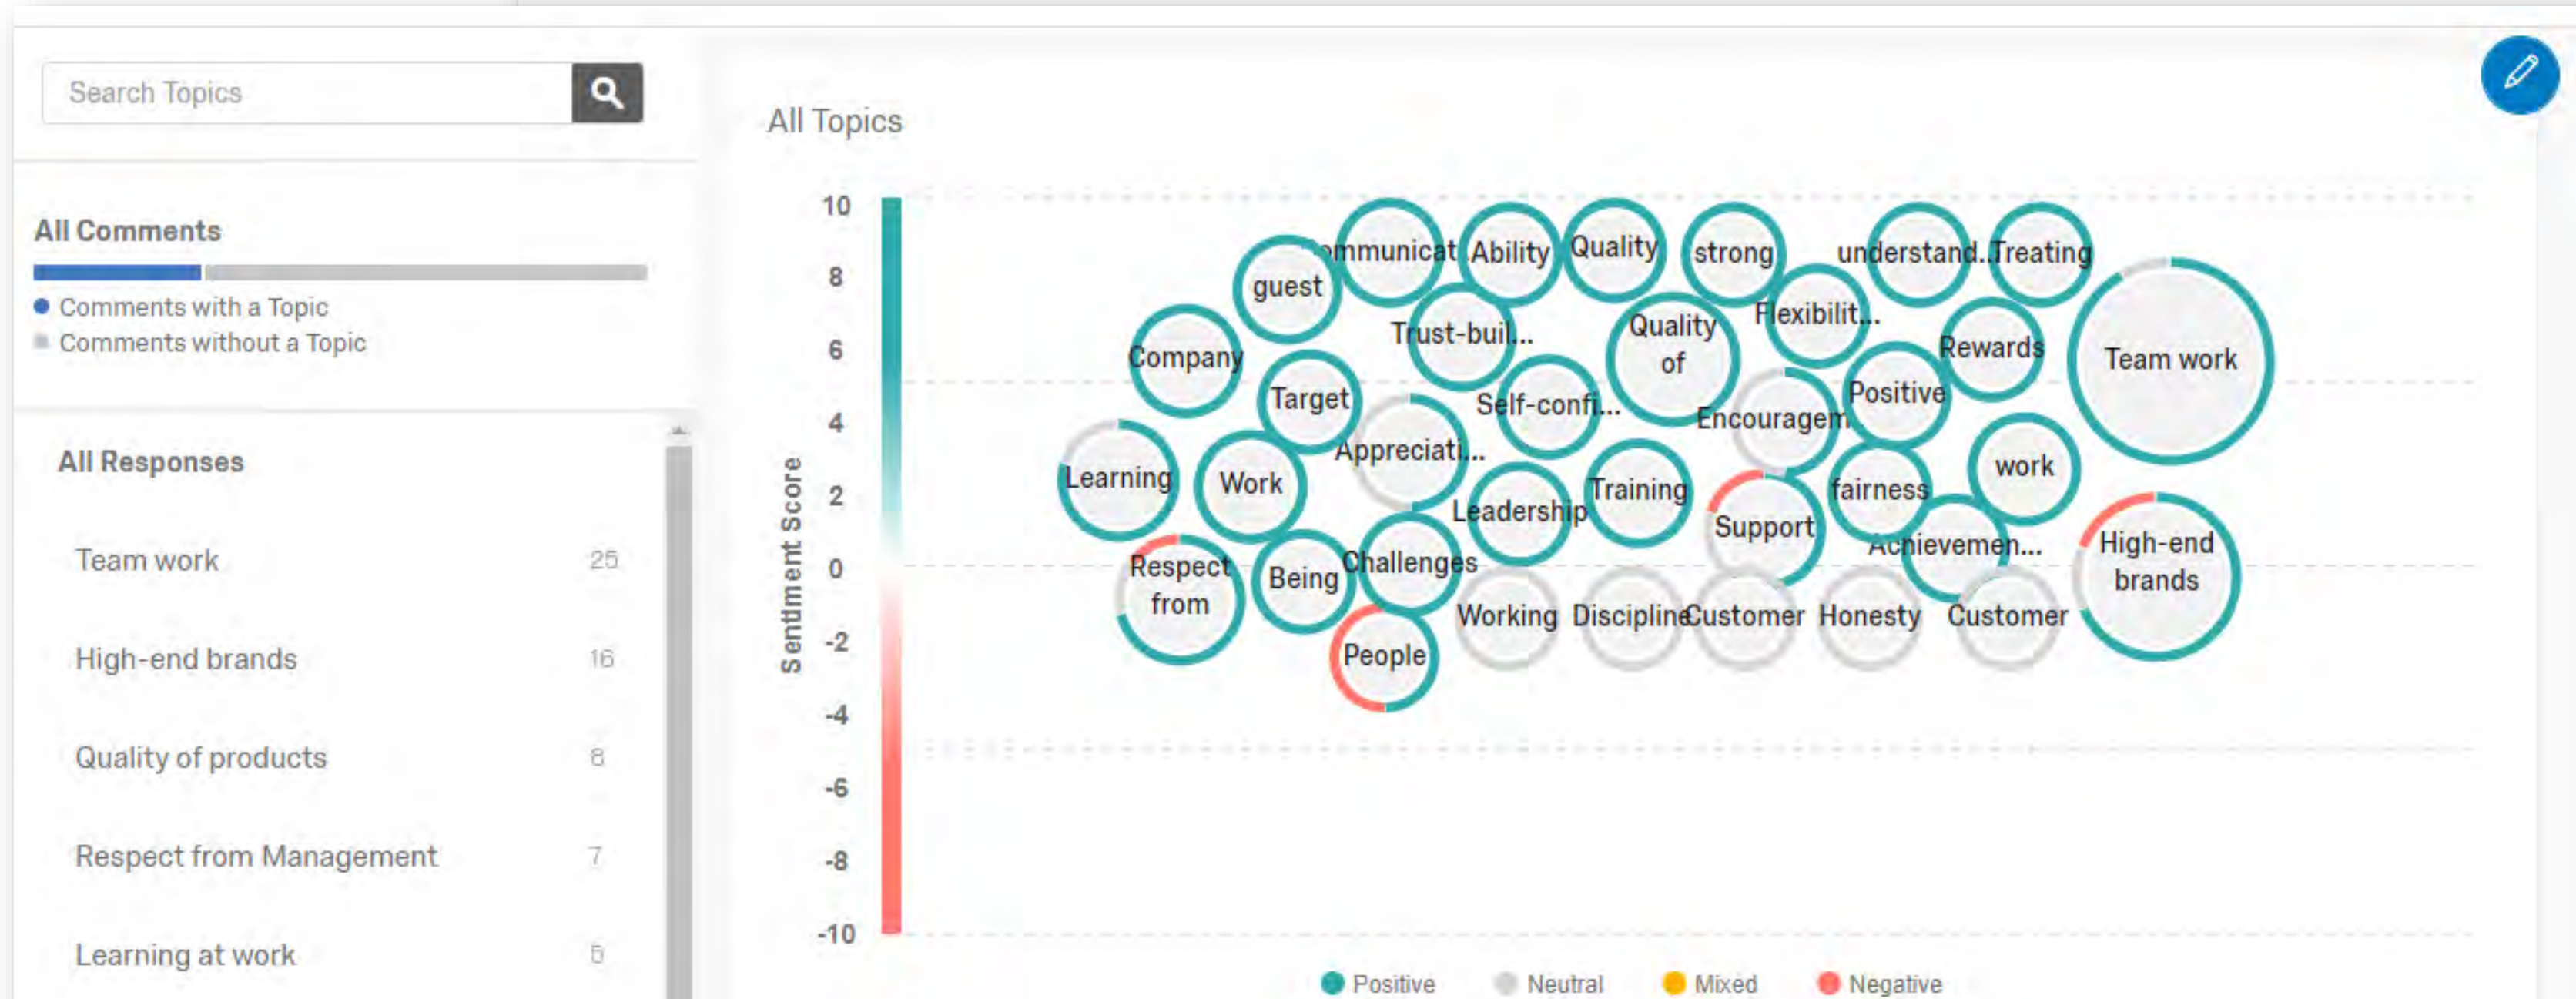 Search Topics
All Comments
Comments with a Topic
Comments without a Topic
All Responses
Team work 25
High-end brands 16
Quality of products 8
Respect from Management 7
Learning at work 5
All Topics
Sentment Score
10
8
6
4
2
0
-2
-4
-6
-8
-10
ommunicat
Ability
Quality
strong
understand...
Treating
guest
Flexibilit...
Trust-buil...
Quality
of
Rewards
Team work
Company
Target
Self-confi...
Positive
Encouragem
Appreciati...
Learning
Work
Training
fairness
work
Leadership
Support
Achievemen...
High-end
brands
Respect
from
Being
Challenges
Working
Discipline
Customer
Honesty
Customer
People
Positive
Neutral
Mixed
Negative